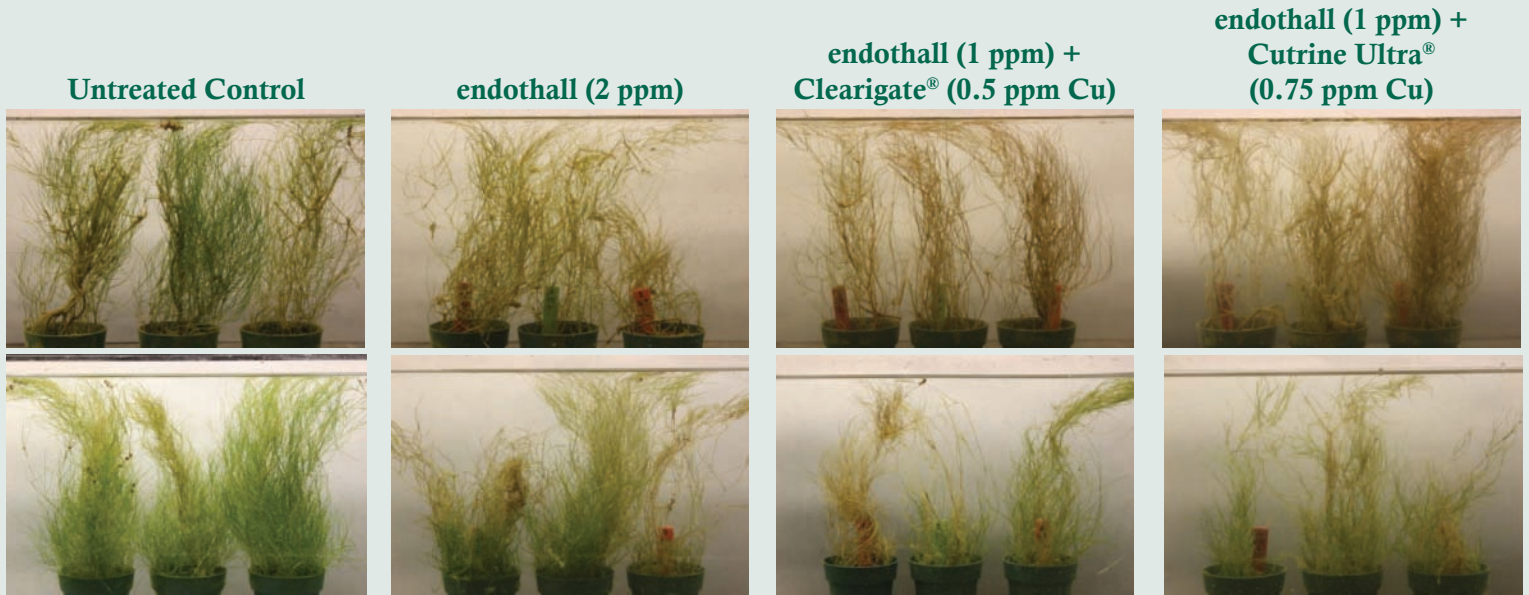 Untreated Control
endothall (2 ppm)
endothall (1 ppm) +
Clearigate® (0.5 ppm Cu)
endothall (1 ppm) +
Cutrine Ultra®
(0.75 ppm Cu)